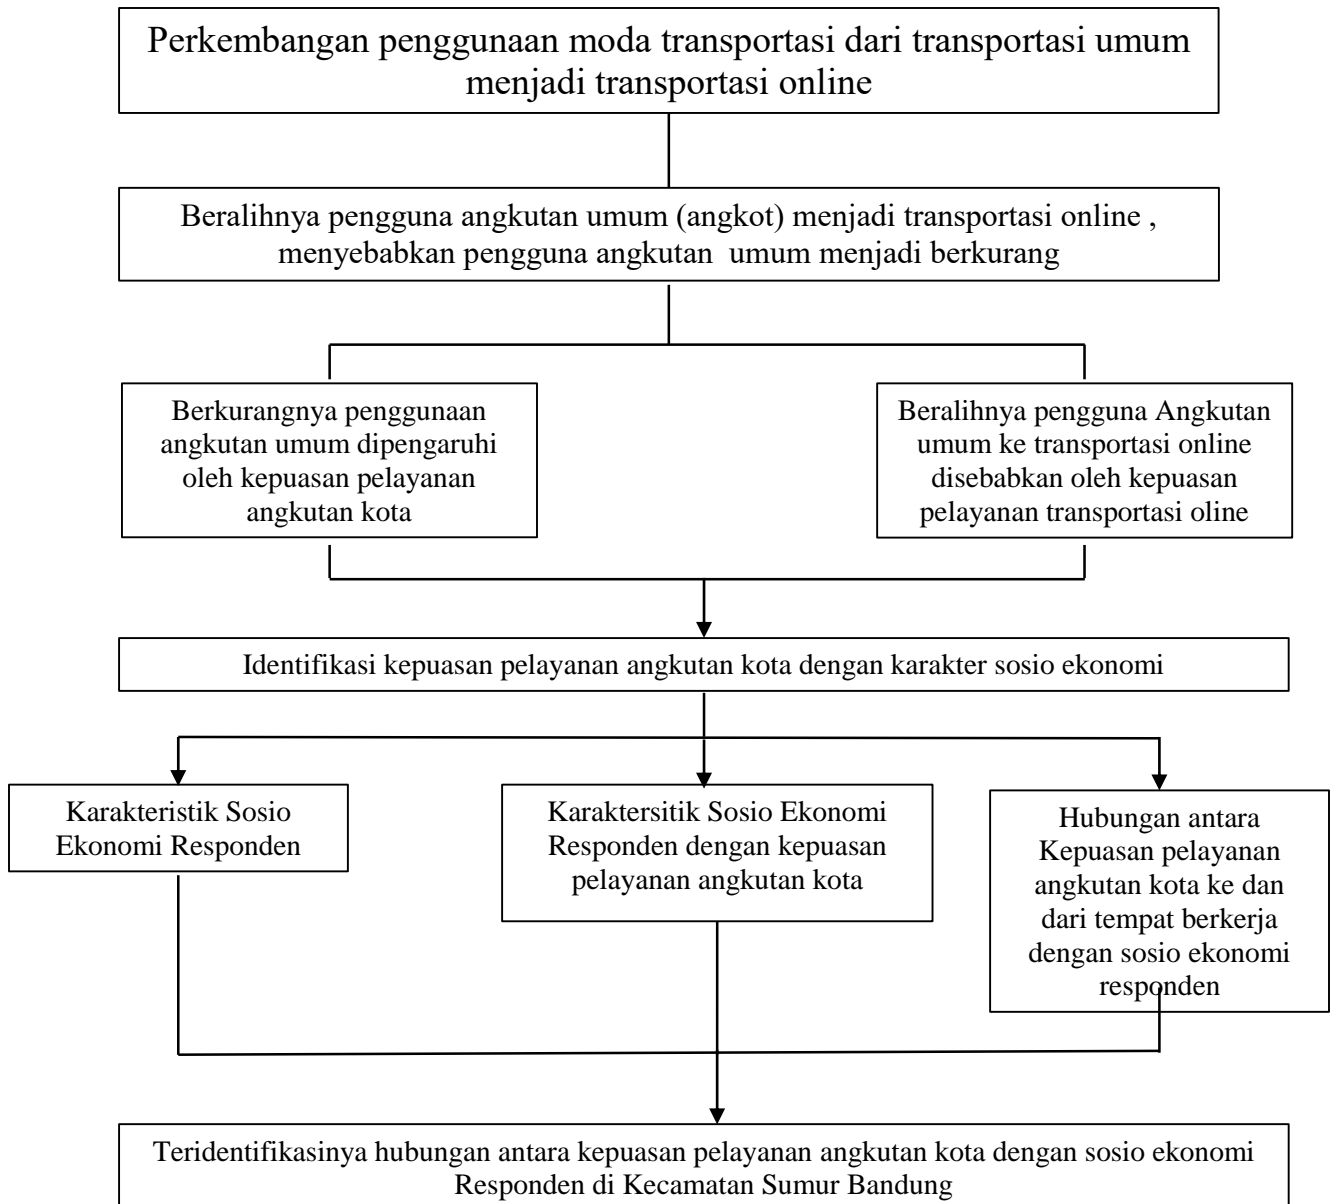 Perkembangan penggunaan moda transportasi dari transportasi umum
menjadi transportasi online
Beralihnya pengguna angkutan umum (angkot) menjadi transportasi online ,
menyebabkan pengguna angkutan  umum menjadi berkurang
Berkurangnya penggunaan
angkutan umum dipengaruhi
oleh kepuasan pelayanan
angkutan kota
Beralihnya pengguna Angkutan
umum ke transportasi online
disebabkan oleh kepuasan
pelayanan transportasi oline
Identifikasi kepuasan pelayanan angkutan kota dengan karakter sosio ekonomi
Karakteristik Sosio
Ekonomi Responden
Karaktersitik Sosio Ekonomi
Responden dengan kepuasan
pelayanan angkutan kota
Hubungan antara
Kepuasan pelayanan
angkutan kota ke dan
dari tempat berkerja
dengan sosio ekonomi
responden
Teridentifikasinya hubungan antara kepuasan pelayanan angkutan kota dengan sosio ekonomi
Responden di Kecamatan Sumur Bandung